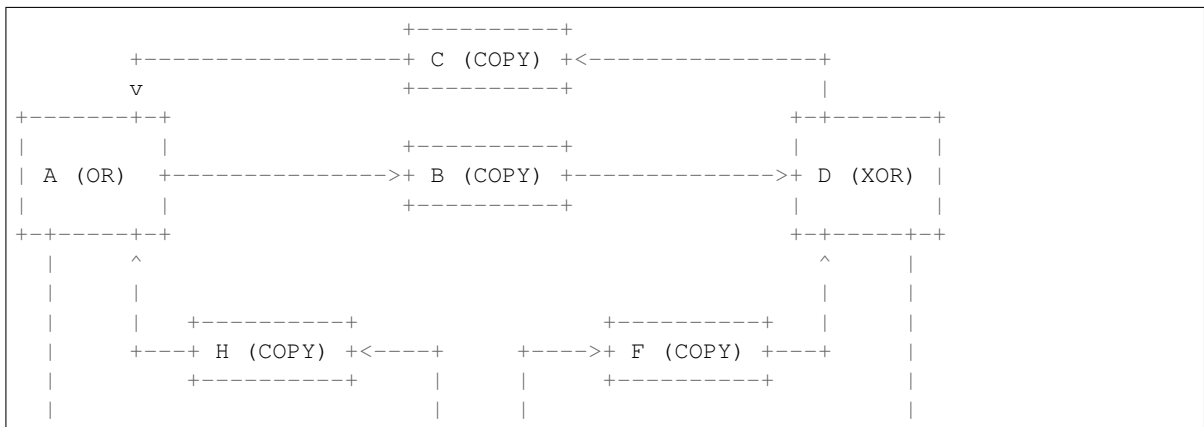 +----------+
        +------------------+ C (COPY) +<----------------+
        v                  +----------+                 |
+-------+-+                                           +-+-------+
|         |                +----------+               |         |
| A (OR)  +--------------->+ B (COPY) +-------------->+ D (XOR) |
|         |                +----------+               |         |
+-+-----+-+                                           +-+-----+-+
  |     ^                                               ^     |
  |     |                                               |     |
  |     |   +----------+                 +----------+   |     |
  |     +---+ H (COPY) +<----+     +---->+ F (COPY) +---+     |
  |         +----------+     |     |     +----------+         |
  |                          |     |                          |